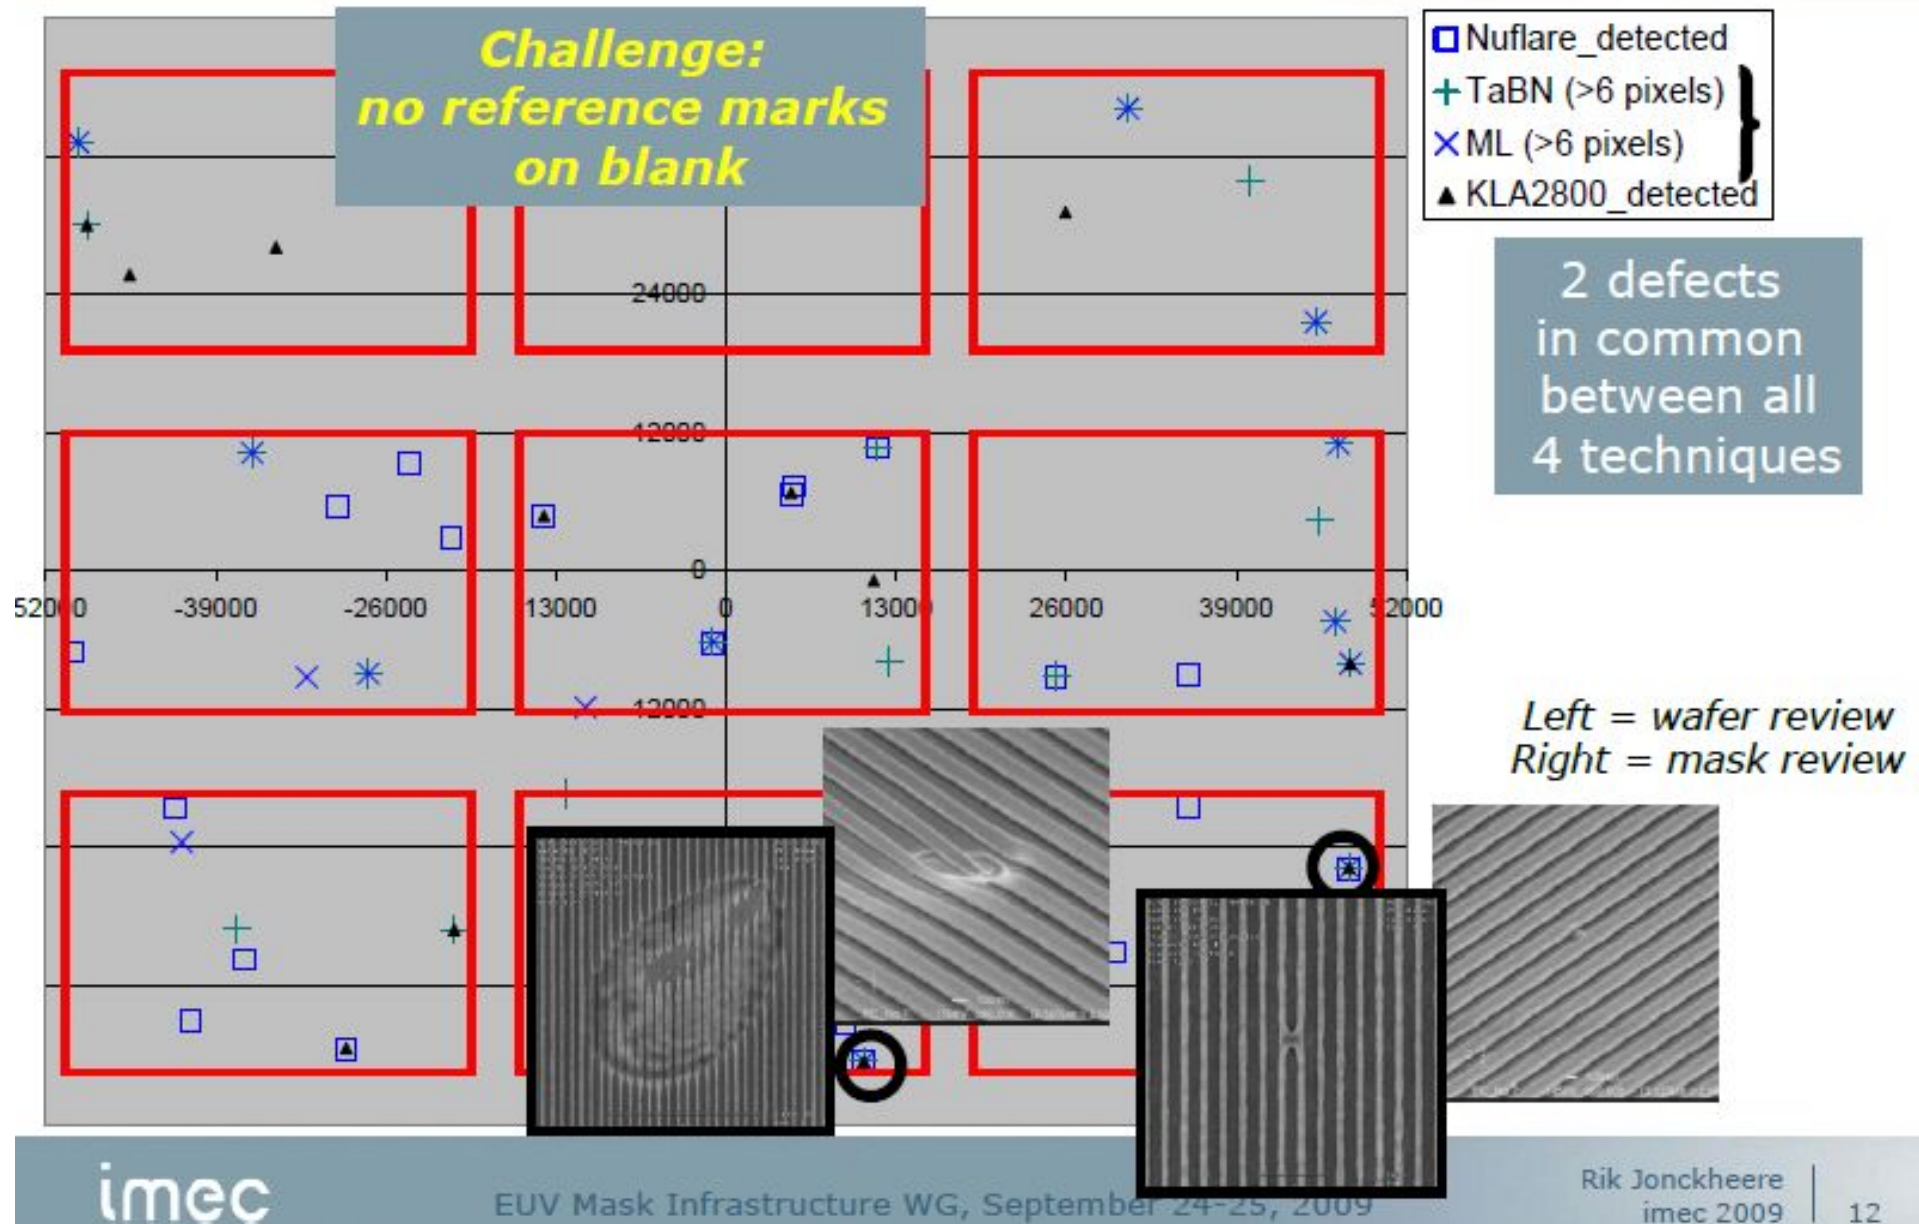 Challenge:
no reference marks
on blank
Nuflare_detected
TaBN (>6 pixels)
ML (>6 pixels)
KLA2800_detected
2 defects
in common
between all
4 techniques
24000
12000
0
52000 -39000 -26000 13000 0 13000 26000 39000 52000
12000
Left = wafer review
Right = mask review
imec
EUV Mask Infrastructure WG, September 24-25, 2009
Rik Jonckheere
imec 2009
12